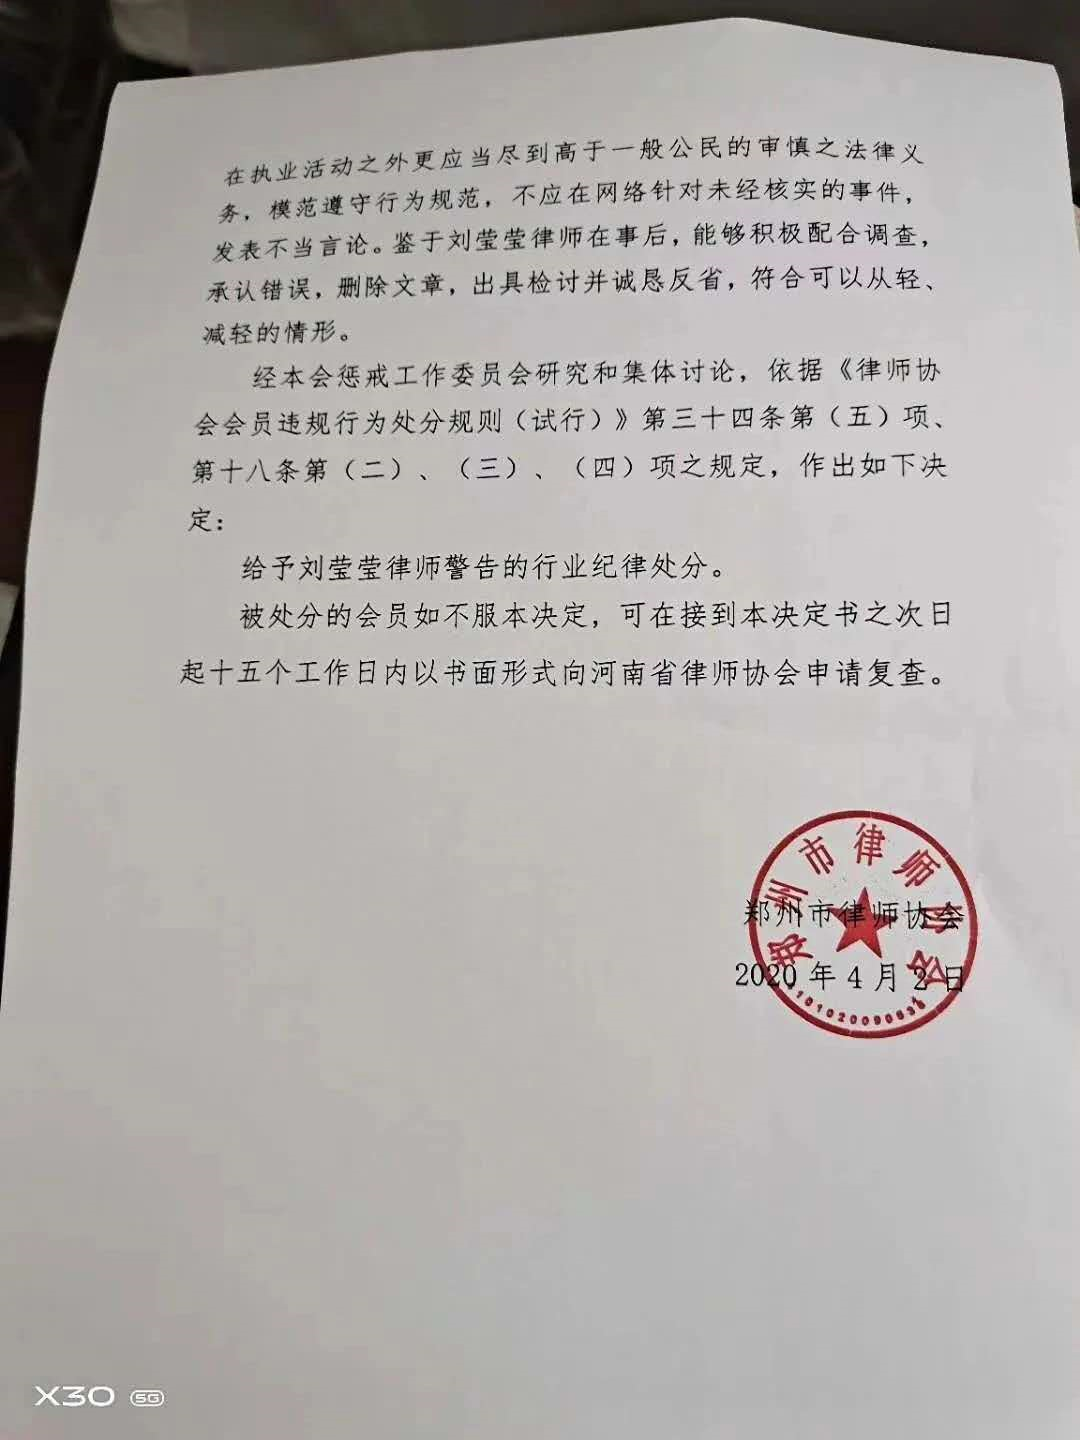 在执业活动之外更应当尽到高于一般公民的审慎之法律义
务，模范遵守行为规范，不应在网络针对未经核实的事件，
发表不当言论。鉴于刘莹莹律师在事后，能够积极配合调查，
承认错误，删除文章，出具检讨并诚恳反省，符合可以从轻、
减轻的情形。
经本会惩戒工作委员会研究和集体讨论，依据《律师协
会会员违规行为处分规则（试行）》第三十四条第（五）项、
第十八条第（二）、（三）、（四）项之规定，作出如下决
定：
给予刘莹莹律师警告的行业纪律处分。
被处分的会员如不服本决定，可在接到本决定书之次日
起十五个工作日内以书面形式向河南省律师协会申请复查。
郑州市律师协会
郑州市律师协会
2020 年 4 月 2 日
X30 5G